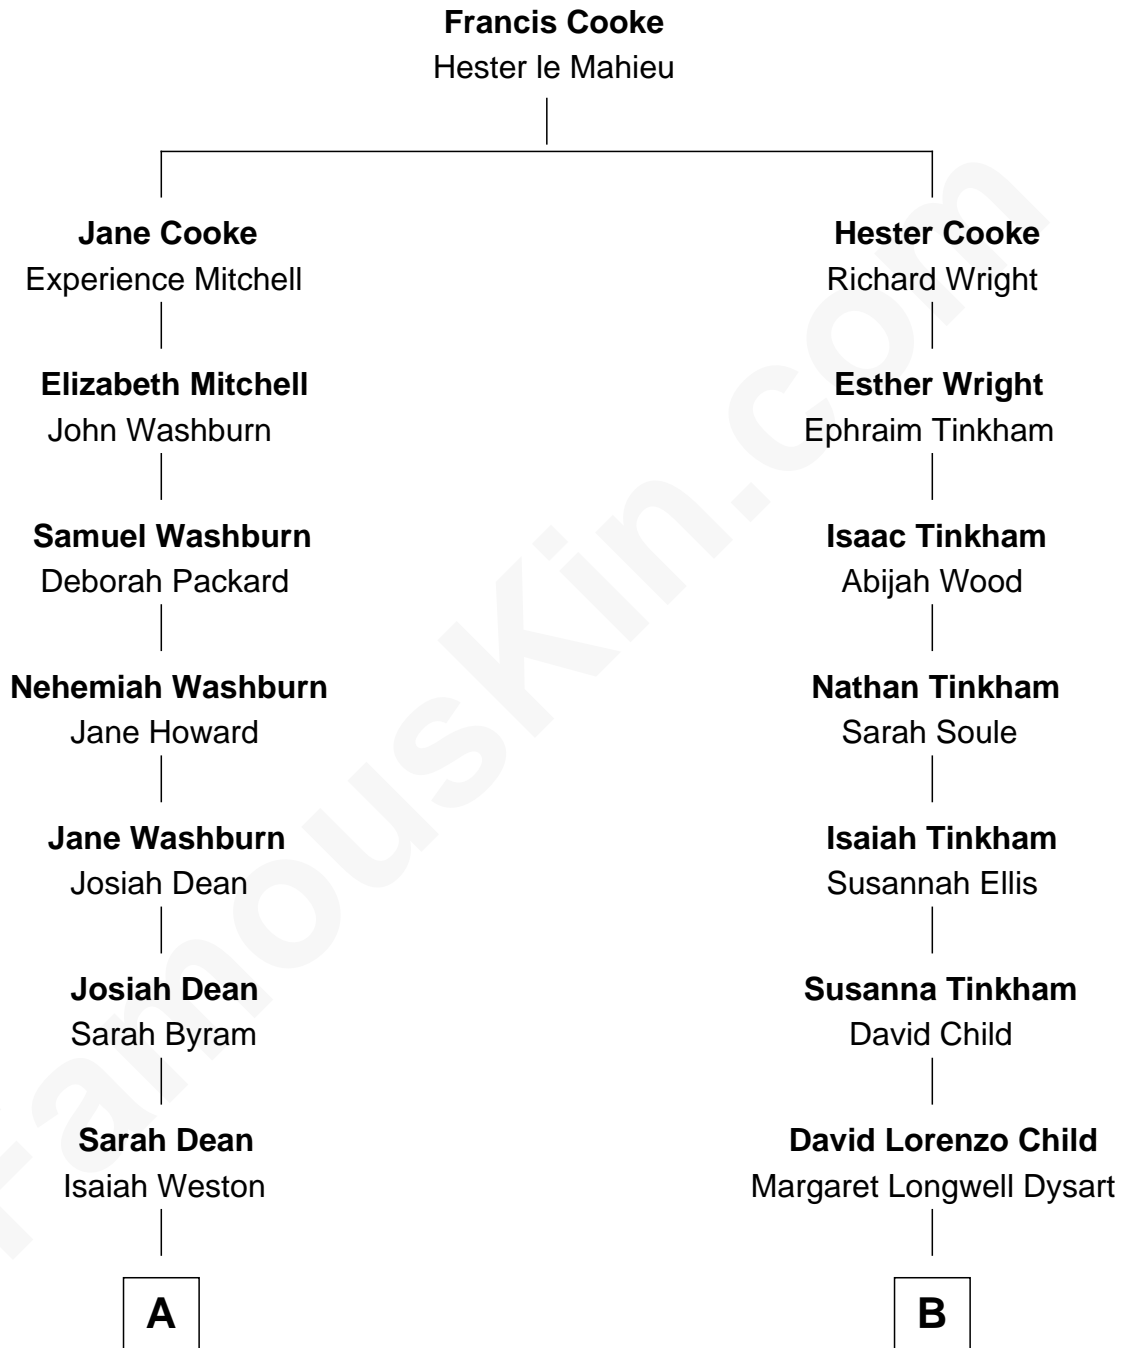 Francis Cooke
Hester le Mahieu
Jane Cooke
Experience Mitchell
Hester Cooke
Richard Wright
Elizabeth Mitchell
John Washburn
Esther Wright
Ephraim Tinkham
Samuel Washburn
Deborah Packard
Isaac Tinkham
Abijah Wood
Nehemiah Washburn
Jane Howard
Nathan Tinkham
Sarah Soule
Jane Washburn
Josiah Dean
Isaiah Tinkham
Susannah Ellis
Josiah Dean
Sarah Byram
Susanna Tinkham
David Child
Sarah Dean
Isaiah Weston
David Lorenzo Child
Margaret Longwell Dysart
A
B
FamousKin.com